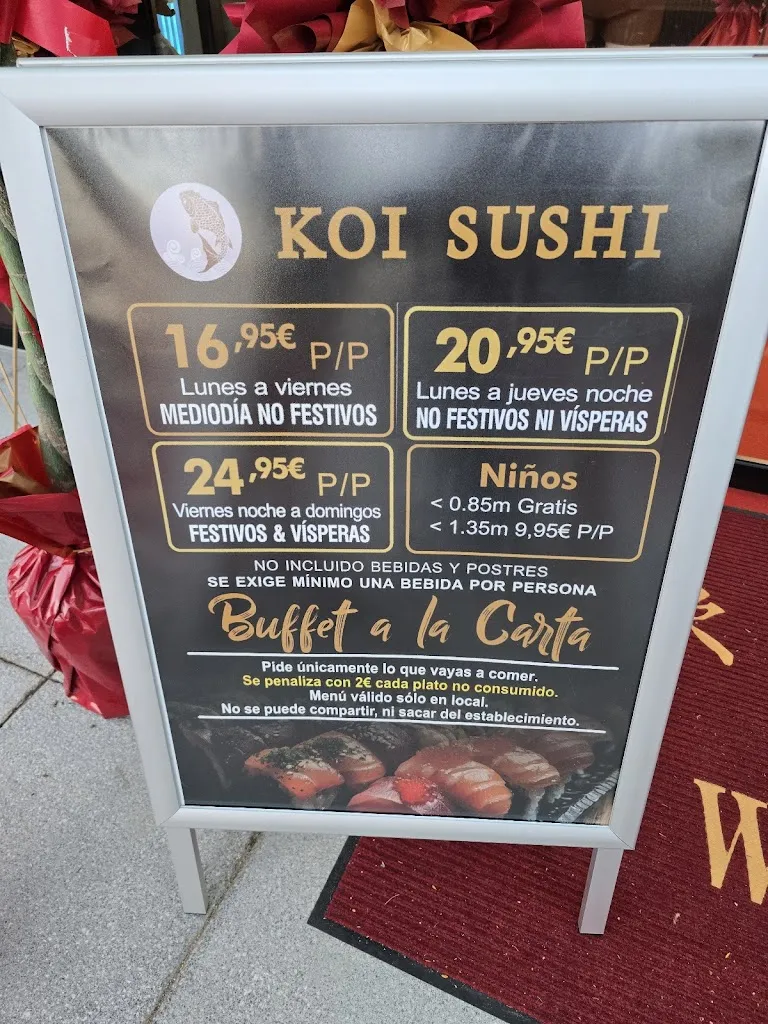 KOI SUSHI
16,95€ P/P
Lunes a viernes
MEDIODÍA NO FESTIVOS
20,95€ P/P
Lunes a jueves noche
NO FESTIVOS NI VÍSPERAS
24,95€ P/P
Viernes noche a domingos
FESTIVOS & VÍSPERAS
Niños
< 0.85m Gratis
< 1.35m 9,95€ P/P
NO INCLUIDO BEBIDAS Y POSTRES
SE EXIGE MÍNIMO UNA BEBIDA POR PERSONA
Buffet a la Carta
Pide únicamente lo que vayas a comer.
Se penaliza con 2€ cada plato no consumido.
Menú válido sólo en local.
No se puede compartir, ni sacar del establecimiento.
W